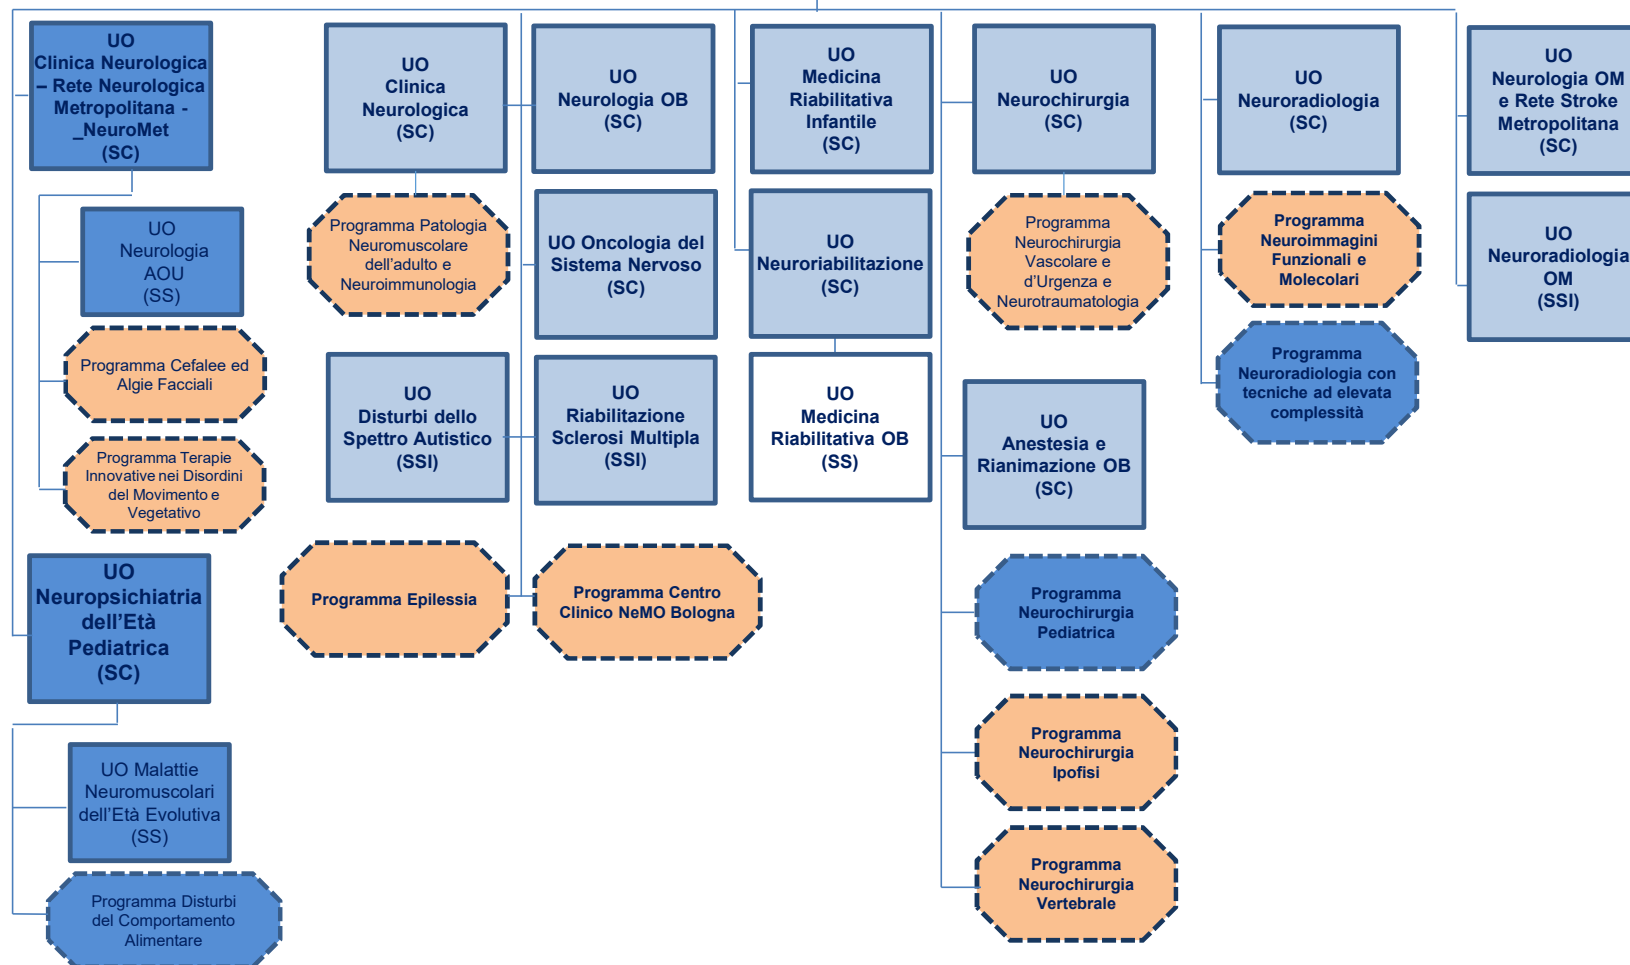 UO
Clinica Neurologica
– Rete Neurologica
Metropolitana -
_NeuroMet
(SC)
UO
Neurologia
AOU
(SS)
Programma Cefalee ed
Algie Facciali
Programma Terapie
Innovative nei Disordini
del Movimento e
Vegetativo
UO
Neuropsichiatria
dell’Età
Pediatrica
(SC)
UO Malattie
Neuromuscolari
dell’Età Evolutiva
(SS)
Programma Disturbi
del Comportamento
Alimentare
UO
Clinica
Neurologica
(SC)
Programma Patologia
Neuromuscolare
dell’adulto e
Neuroimmunologia
UO
Neurologia OB
(SC)
UO Oncologia del
Sistema Nervoso
(SC)
UO
Disturbi dello
Spettro Autistico
(SSI)
UO
Riabilitazione
Sclerosi Multipla
(SSI)
Programma Epilessia
Programma Centro
Clinico NeMO Bologna
UO
Medicina
Riabilitativa
Infantile
(SC)
UO
Neuroriabilitazione
(SC)
UO
Medicina
Riabilitativa OB
(SS)
UO
Neurochirurgia
(SC)
Programma
Neurochirurgia
Vascolare e
d’Urgenza e
Neurotraumatologia
UO
Anestesia e
Rianimazione OB
(SC)
Programma
Neurochirurgia
Pediatrica
Programma
Neurochirurgia
Ipofisi
Programma
Neurochirurgia
Vertebrale
UO
Neuroradiologia
(SC)
Programma
Neuroimmagini
Funzionali e
Molecolari
Programma
Neuroradiologia con
tecniche ad elevata
complessità
UO
Neurologia OM
e Rete Stroke
Metropolitana
(SC)
UO
Neuroradiologia
OM
(SSI)